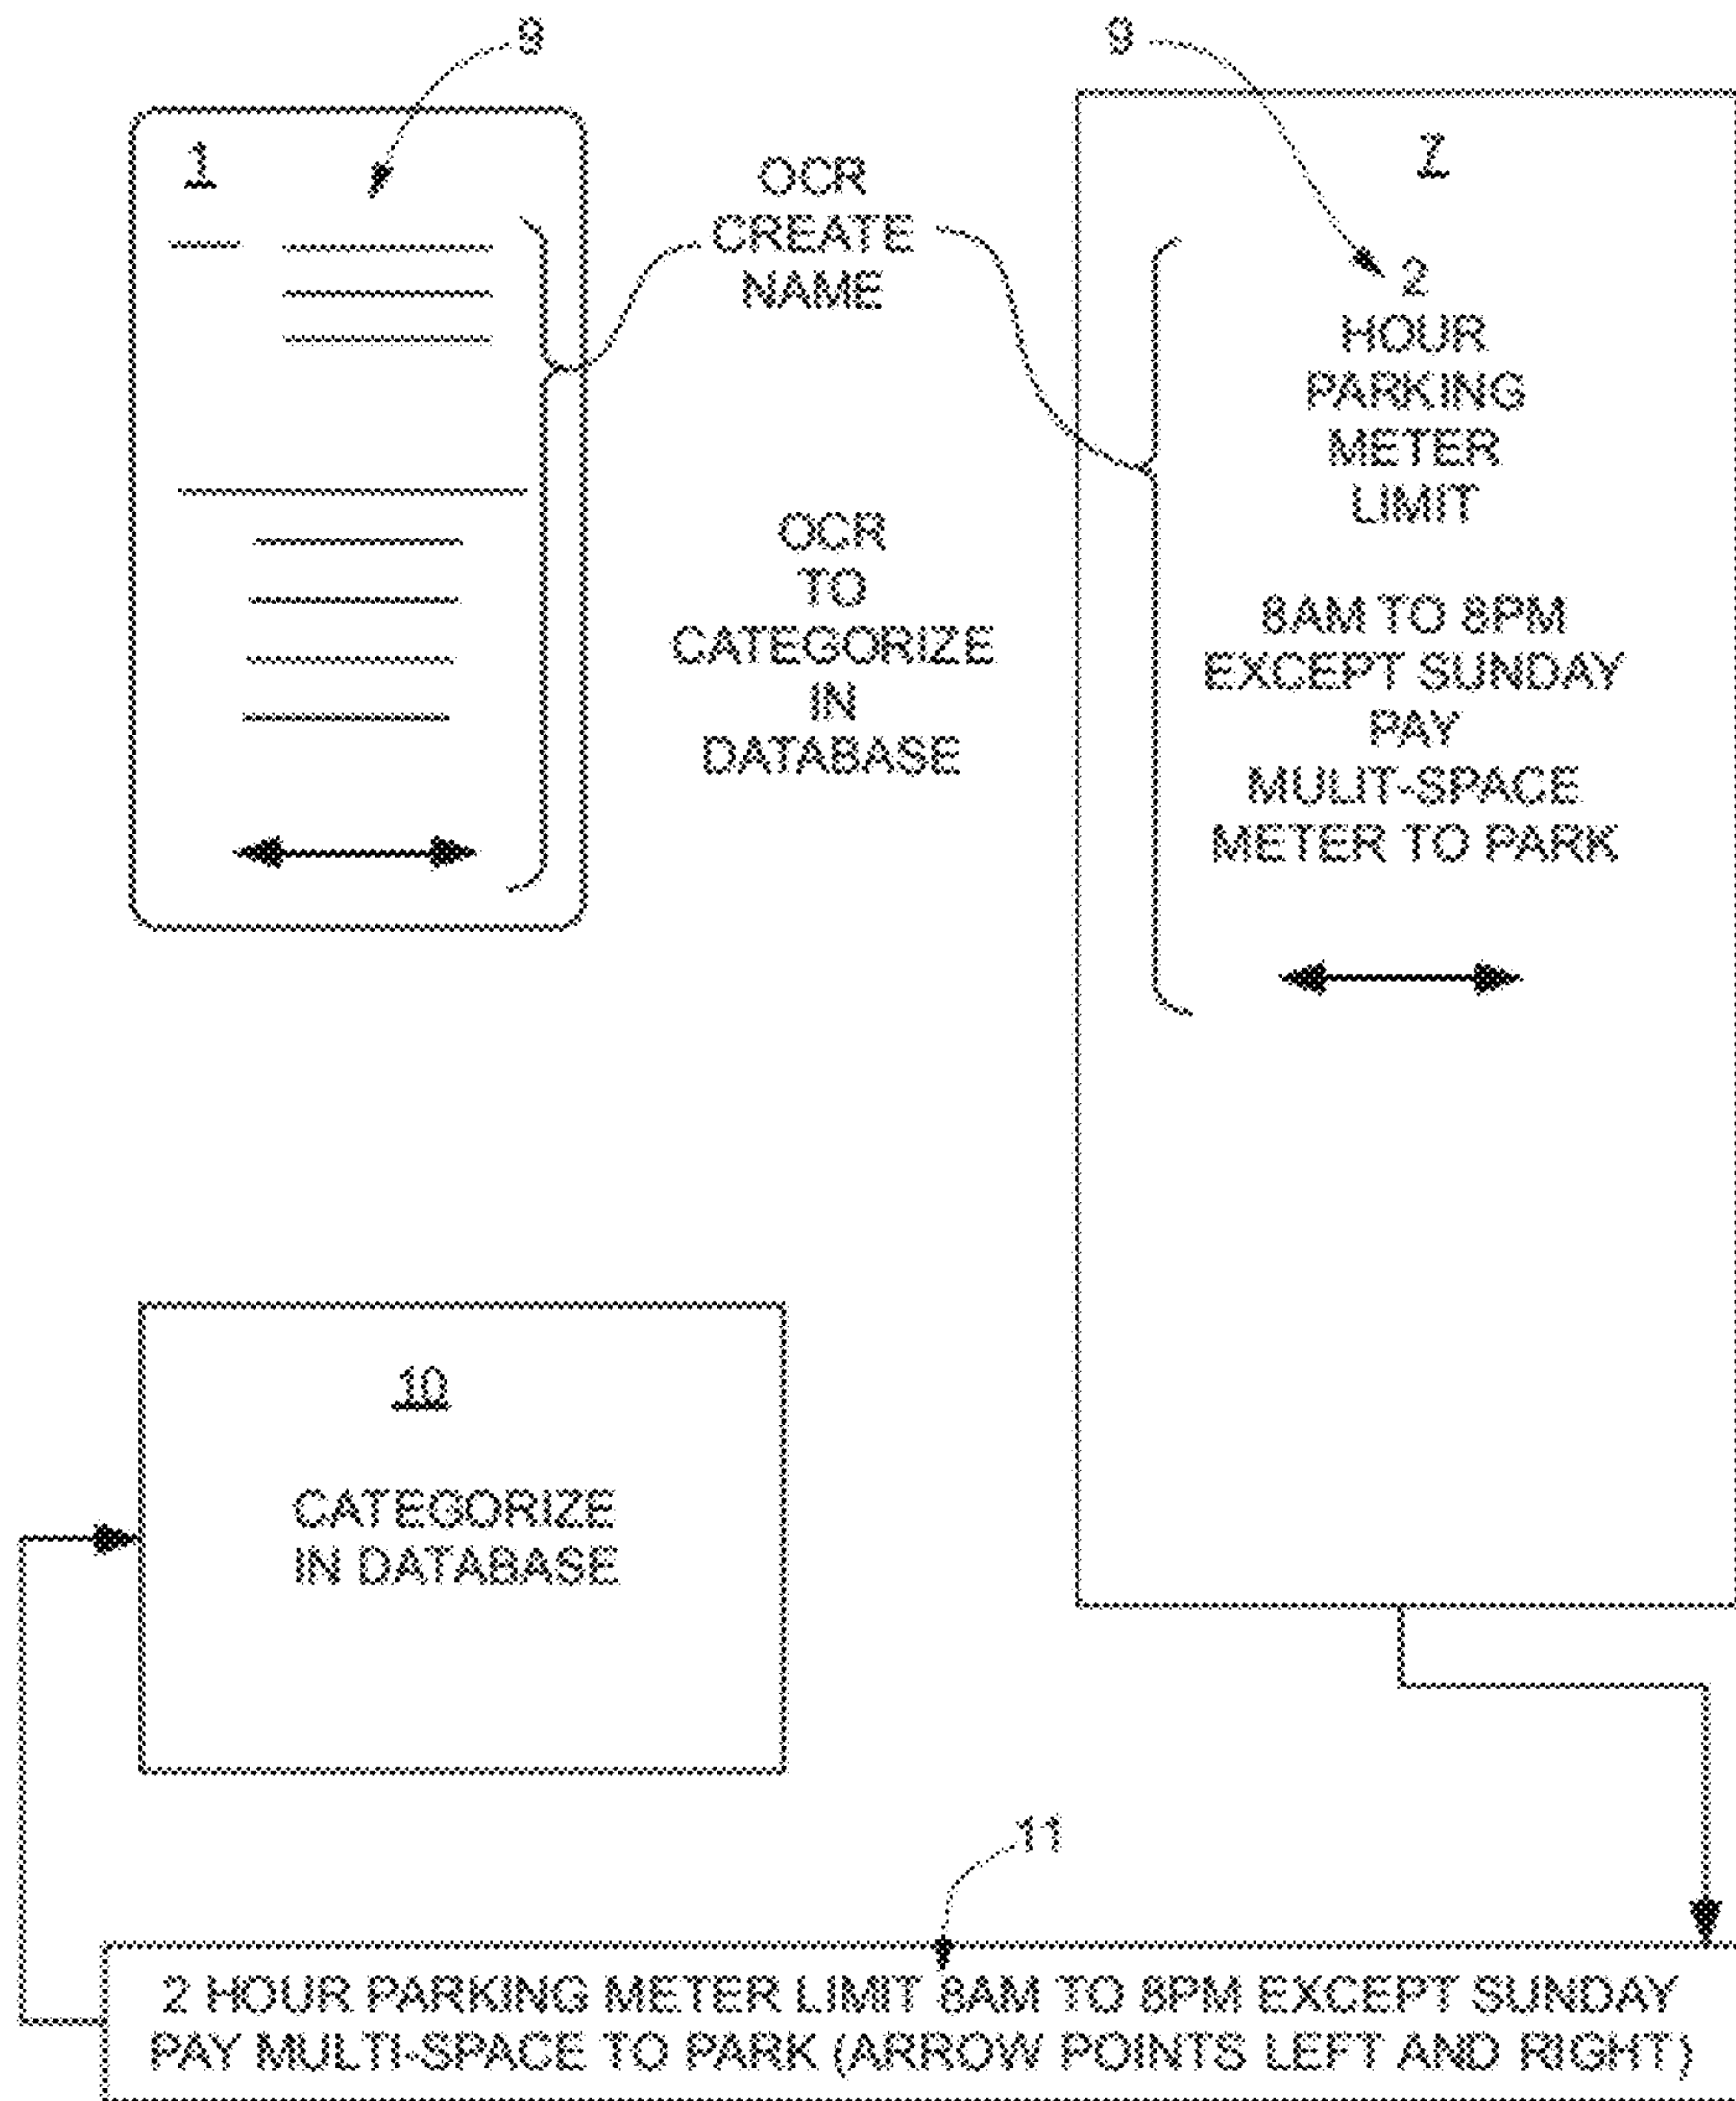 8
9
1
OCR
CREATE
NAME
OCR
TO
CATEGORIZE
IN
DATABASE
7
2
HOUR
PARKING
METER
LIMIT
8AM TO 8PM
EXCEPT SUNDAY
PAY
MULIT-SPACE
METER TO PARK
10
CATEGORIZE
IN DATABASE
11
2 HOUR PARKING METER LIMIT 8AM TO 8PM EXCEPT SUNDAY
PAY MULTI-SPACE TO PARK (ARROW POINTS LEFT AND RIGHT)